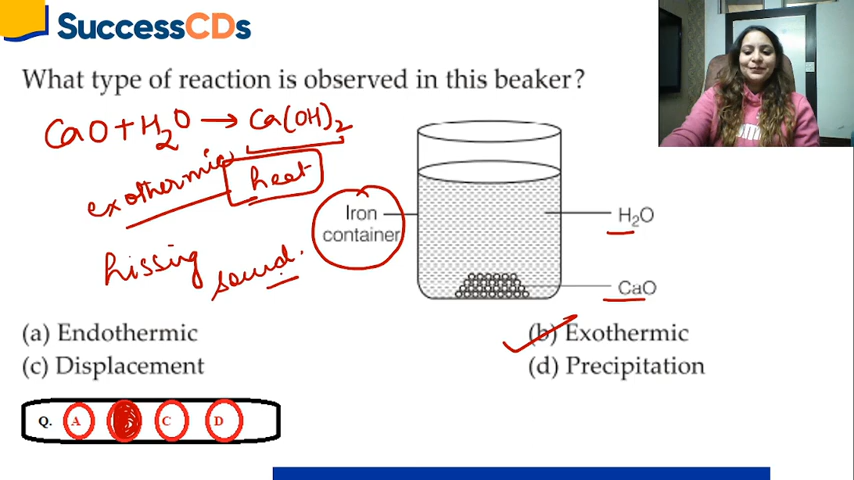 SuccessCDs
What type of reaction is observed in this beaker?
CaO + H₂O → Ca(OH)₂
exothermic
heat
hissing sound.
Iron
container
H₂O
CaO
(a) Endothermic
(b) Exothermic
(c) Displacement
(d) Precipitation
Q. A C D